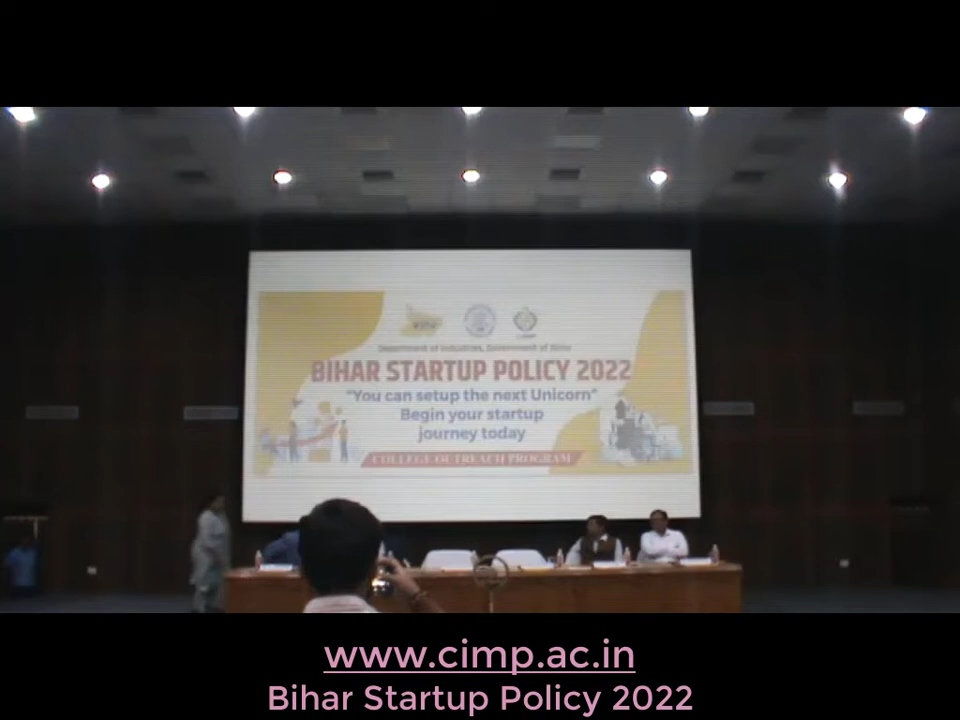 Department of Industries, Government of Bihar
BIHAR STARTUP POLICY 2022
"You can setup the next Unicorn"
Begin your startup
journey today
COLLEGE OUTREACH PROGRAM
www.cimp.ac.in
Bihar Startup Policy 2022